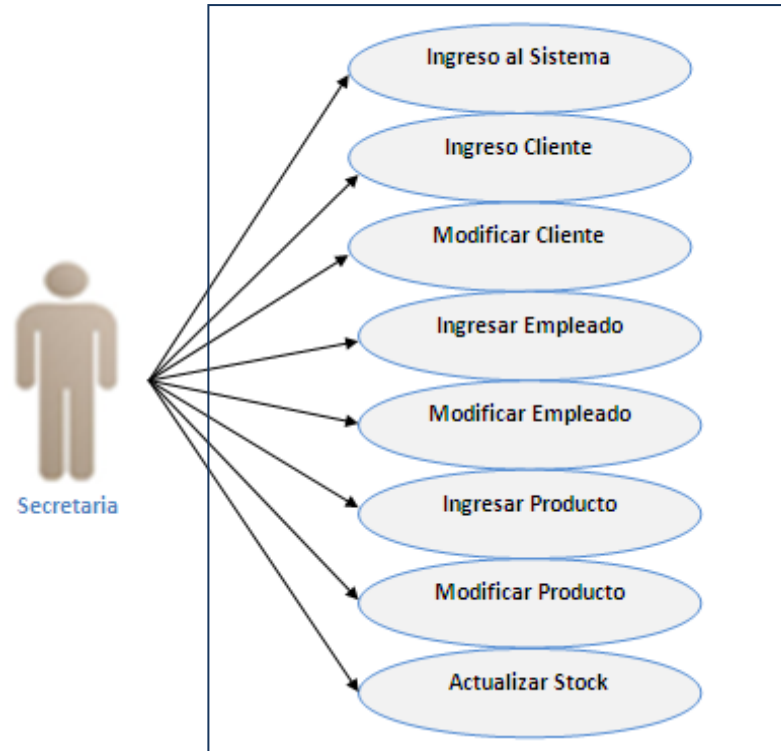 Ingreso al Sistema
Ingreso Cliente
Modificar Cliente
Ingresar Empleado
Modificar Empleado
Ingresar Producto
Modificar Producto
Actualizar Stock
Secretaria